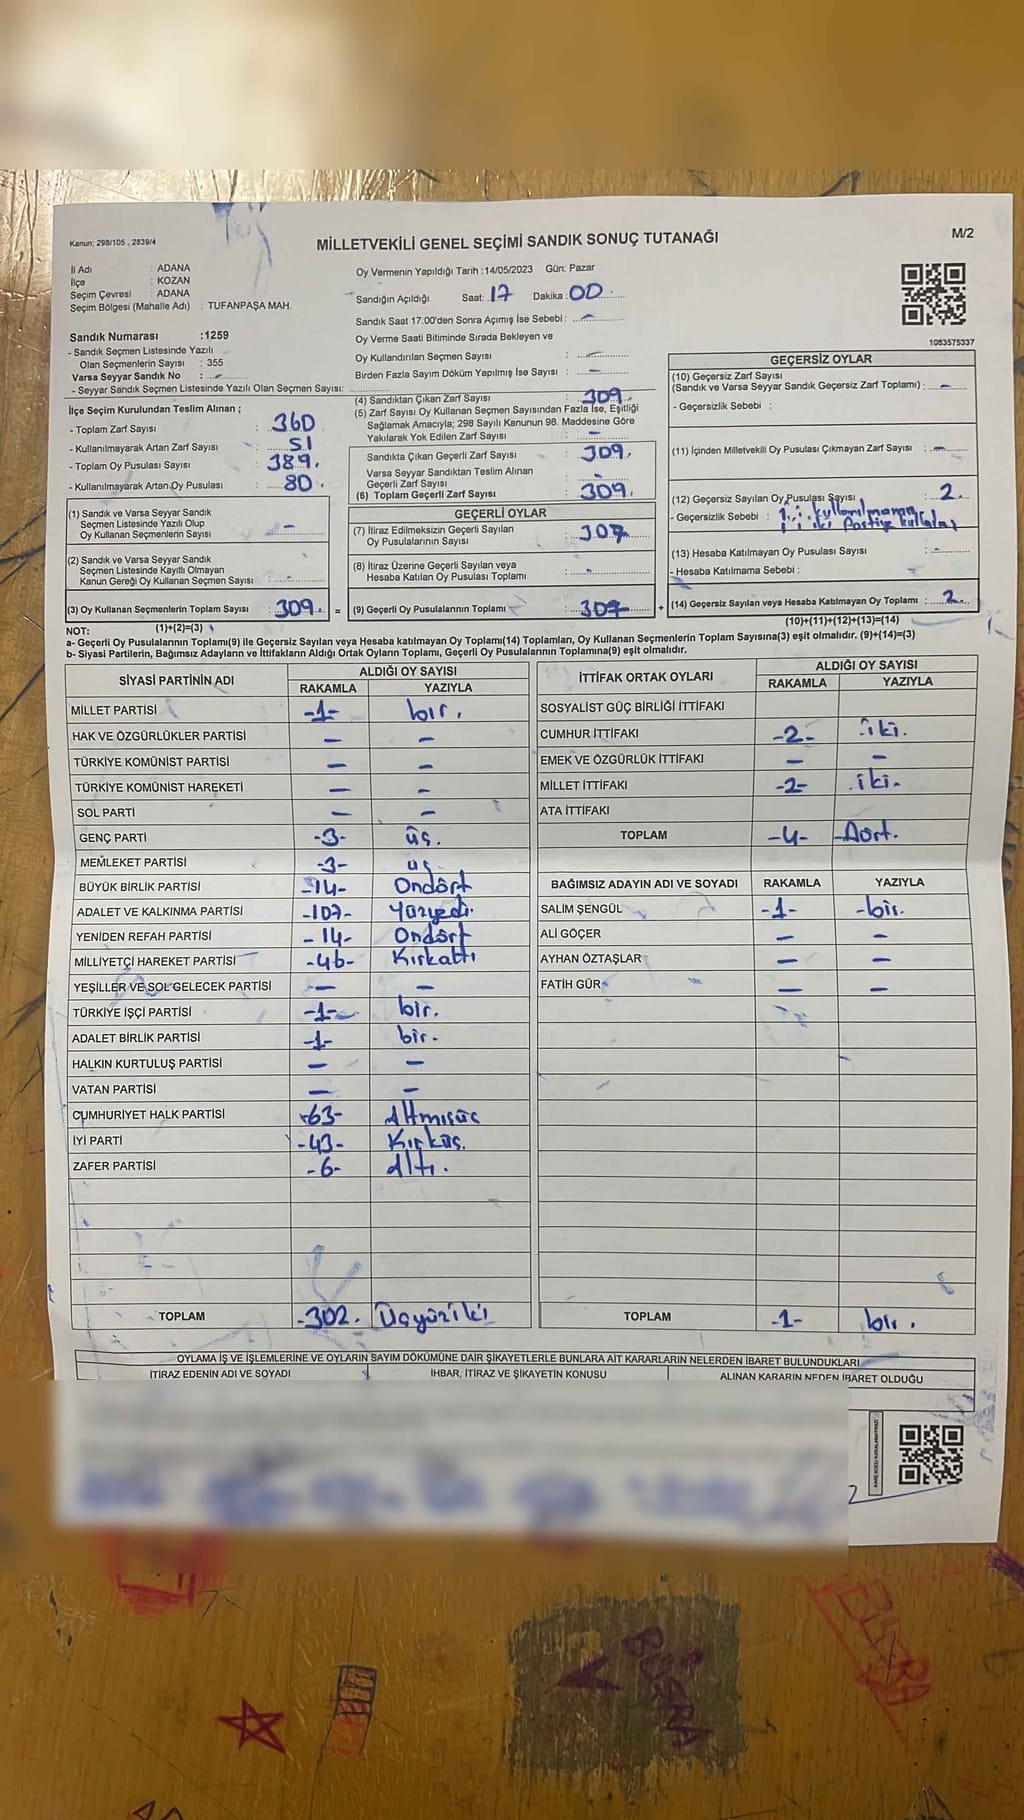 Kanun; 298/105 , 2839/4
MİLLETVEKİLİ GENEL SEÇİMİ SANDIK SONUÇ TUTANAĞI
M/2
İl Adı : ADANA
İlçe : KOZAN
Seçim Çevresi : ADANA
Seçim Bölgesi (Mahalle Adı) : TUFANPAŞA MAH.
Sandık Numarası :1259
- Sandık Seçmen Listesinde Yazılı
Olan Seçmenlerin Sayısı : 355
Varsa Seyyar Sandık No : -
- Seyyar Sandık Seçmen Listesinde Yazılı Olan Seçmen Sayısı:
Oy Vermenin Yapıldığı Tarih :14/05/2023 Gün: Pazar
Sandığın Açıldığı Saat: 17 Dakika: 00
Sandık Saat 17:00'den Sonra Açımış İse Sebebi : -
Oy Verme Saati Bitiminde Sırada Bekleyen ve
Oy Kullandırılan Seçmen Sayısı : -
Birden Fazla Sayım Döküm Yapılmış İse Sayısı : -
1083575337
İlçe Seçim Kurulundan Teslim Alınan ;
- Toplam Zarf Sayısı : 360
- Kullanılmayarak Artan Zarf Sayısı : 51
- Toplam Oy Pusulası Sayısı : 389.
- Kullanılmayarak Artan Oy Pusulası : 80.
(1) Sandık ve Varsa Seyyar Sandık
Seçmen Listesinde Yazılı Olup
Oy Kullanan Seçmenlerin Sayısı : -
(2) Sandık ve Varsa Seyyar Sandık
Seçmen Listesinde Kayıtlı Olmayan
Kanun Gereği Oy Kullanan Seçmen Sayısı : -
(3) Oy Kullanan Seçmenlerin Toplam Sayısı : 309. =
(1)+(2)=(3)
(4) Sandıktan Çıkan Zarf Sayısı : 309
(5) Zarf Sayısı Oy Kullanan Seçmen Sayısından Fazla İse, Eşitliği
Sağlamak Amacıyla; 298 Sayılı Kanunun 98. Maddesine Göre
Yakılarak Yok Edilen Zarf Sayısı : -
Sandıkta Çıkan Geçerli Zarf Sayısı : 309.
Varsa Seyyar Sandıktan Teslim Alınan
Geçerli Zarf Sayısı :
(6) Toplam Geçerli Zarf Sayısı : 309.
GEÇERLİ OYLAR
(7) İtiraz Edilmeksizin Geçerli Sayılan
Oy Pusulalarının Sayısı : 307
(8) İtiraz Üzerine Geçerli Sayılan veya
Hesaba Katılan Oy Pusulası Toplamı : -
(9) Geçerli Oy Pusulalarının Toplamı : 307 +
GEÇERSİZ OYLAR
(10) Geçersiz Zarf Sayısı
(Sandık ve Varsa Seyyar Sandık Geçersiz Zarf Toplamı) : -
- Geçersizlik Sebebi :
(11) İçinden Milletvekili Oy Pusulası Çıkmayan Zarf Sayısı : -
(12) Geçersiz Sayılan Oy Pusulası Sayısı : 2.
- Geçersizlik Sebebi : 1. kullanılmamış
iki Partiye
(13) Hesaba Katılmayan Oy Pusulası Sayısı : -
- Hesaba Katılmama Sebebi :
(14) Geçersiz Sayılan veya Hesaba Katılmayan Oy Toplamı : 2.
(10)+(11)+(12)+(13)=(14)
NOT:
a- Geçerli Oy Pusulalarının Toplamı(9) ile Geçersiz Sayılan veya Hesaba katılmayan Oy Toplamı(14) Toplamları, Oy Kullanan Seçmenlerin Toplam Sayısına(3) eşit olmalıdır. (9)+(14)=(3)
b- Siyasi Partilerin, Bağımsız Adayların ve İttifakların Aldığı Ortak Oyların Toplamı, Geçerli Oy Pusulalarının Toplamına(9) eşit olmalıdır.
SİYASİ PARTİNİN ADI ALDIĞI OY SAYISI
RAKAMLA YAZIYLA
MİLLET PARTİSİ -1- bir.
HAK VE ÖZGÜRLÜKLER PARTİSİ - -
TÜRKİYE KOMÜNİST PARTİSİ - -
TÜRKİYE KOMÜNİST HAREKETİ - -
SOL PARTİ - -
GENÇ PARTİ -3- üç.
MEMLEKET PARTİSİ -3- üç
BÜYÜK BİRLİK PARTİSİ -14- Ondört
ADALET VE KALKINMA PARTİSİ -107- Yüzyedi.
YENİDEN REFAH PARTİSİ -14- Ondört
MİLLİYETÇİ HAREKET PARTİSİ -46- Kırkaltı
YEŞİLLER VE SOL GELECEK PARTİSİ - -
TÜRKİYE İŞÇİ PARTİSİ -1- bir.
ADALET BİRLİK PARTİSİ -1- bir.
HALKIN KURTULUŞ PARTİSİ - -
VATAN PARTİSİ - -
CUMHURİYET HALK PARTİSİ -63- Altmışüç
İYİ PARTİ -43- Kırküç.
ZAFER PARTİSİ -6- Altı.
TOPLAM -302. Üçyüziki
İTTİFAK ORTAK OYLARI ALDIĞI OY SAYISI
RAKAMLA YAZIYLA
SOSYALİST GÜÇ BİRLİĞİ İTTİFAKI
CUMHUR İTTİFAKI -2- iki.
EMEK VE ÖZGÜRLÜK İTTİFAKI - -
MİLLET İTTİFAKI -2- iki.
ATA İTTİFAKI
TOPLAM -4- -Dört.
BAĞIMSIZ ADAYIN ADI VE SOYADI RAKAMLA YAZIYLA
SALİM ŞENGÜL -1- -bir.
ALİ GÖÇER - -
AYHAN ÖZTAŞLAR - -
FATİH GÜR - -
TOPLAM -1- bir.
OYLAMA İŞ VE İŞLEMLERİNE VE OYLARIN SAYIM DÖKÜMÜNE DAİR ŞİKAYETLERLE BUNLARA AİT KARARLARIN NELERDEN İBARET BULUNDUKLARI
İTİRAZ EDENİN ADI VE SOYADI İHBAR, İTİRAZ VE ŞİKAYETİN KONUSU ALINAN KARARIN NEDEN İBARET OLDUĞU
BÜŞRA
BÜŞRA